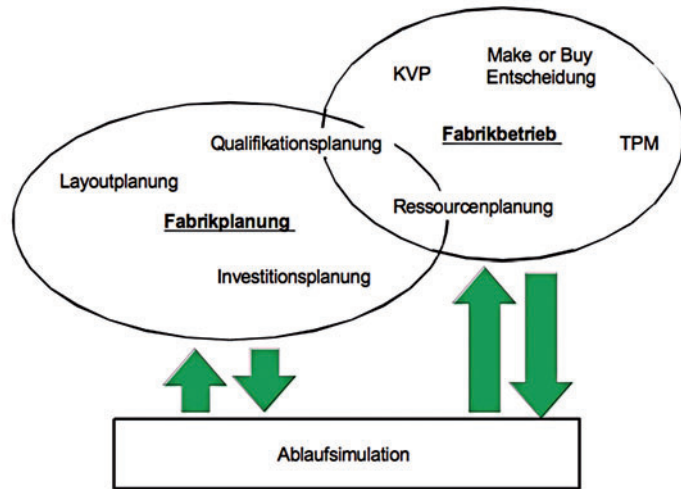 Make or Buy
Entscheidung
KVP
Qualifikationsplanung
Fabrikbetrieb
TPM
Layoutplanung
Ressourcenplanung
Fabrikplanung
Investitionsplanung
Ablaufsimulation